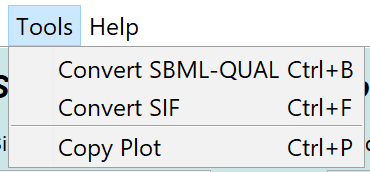 Tools Help
Convert SBML-QUAL Ctrl+B
Convert SIF Ctrl+F
Copy Plot Ctrl+P